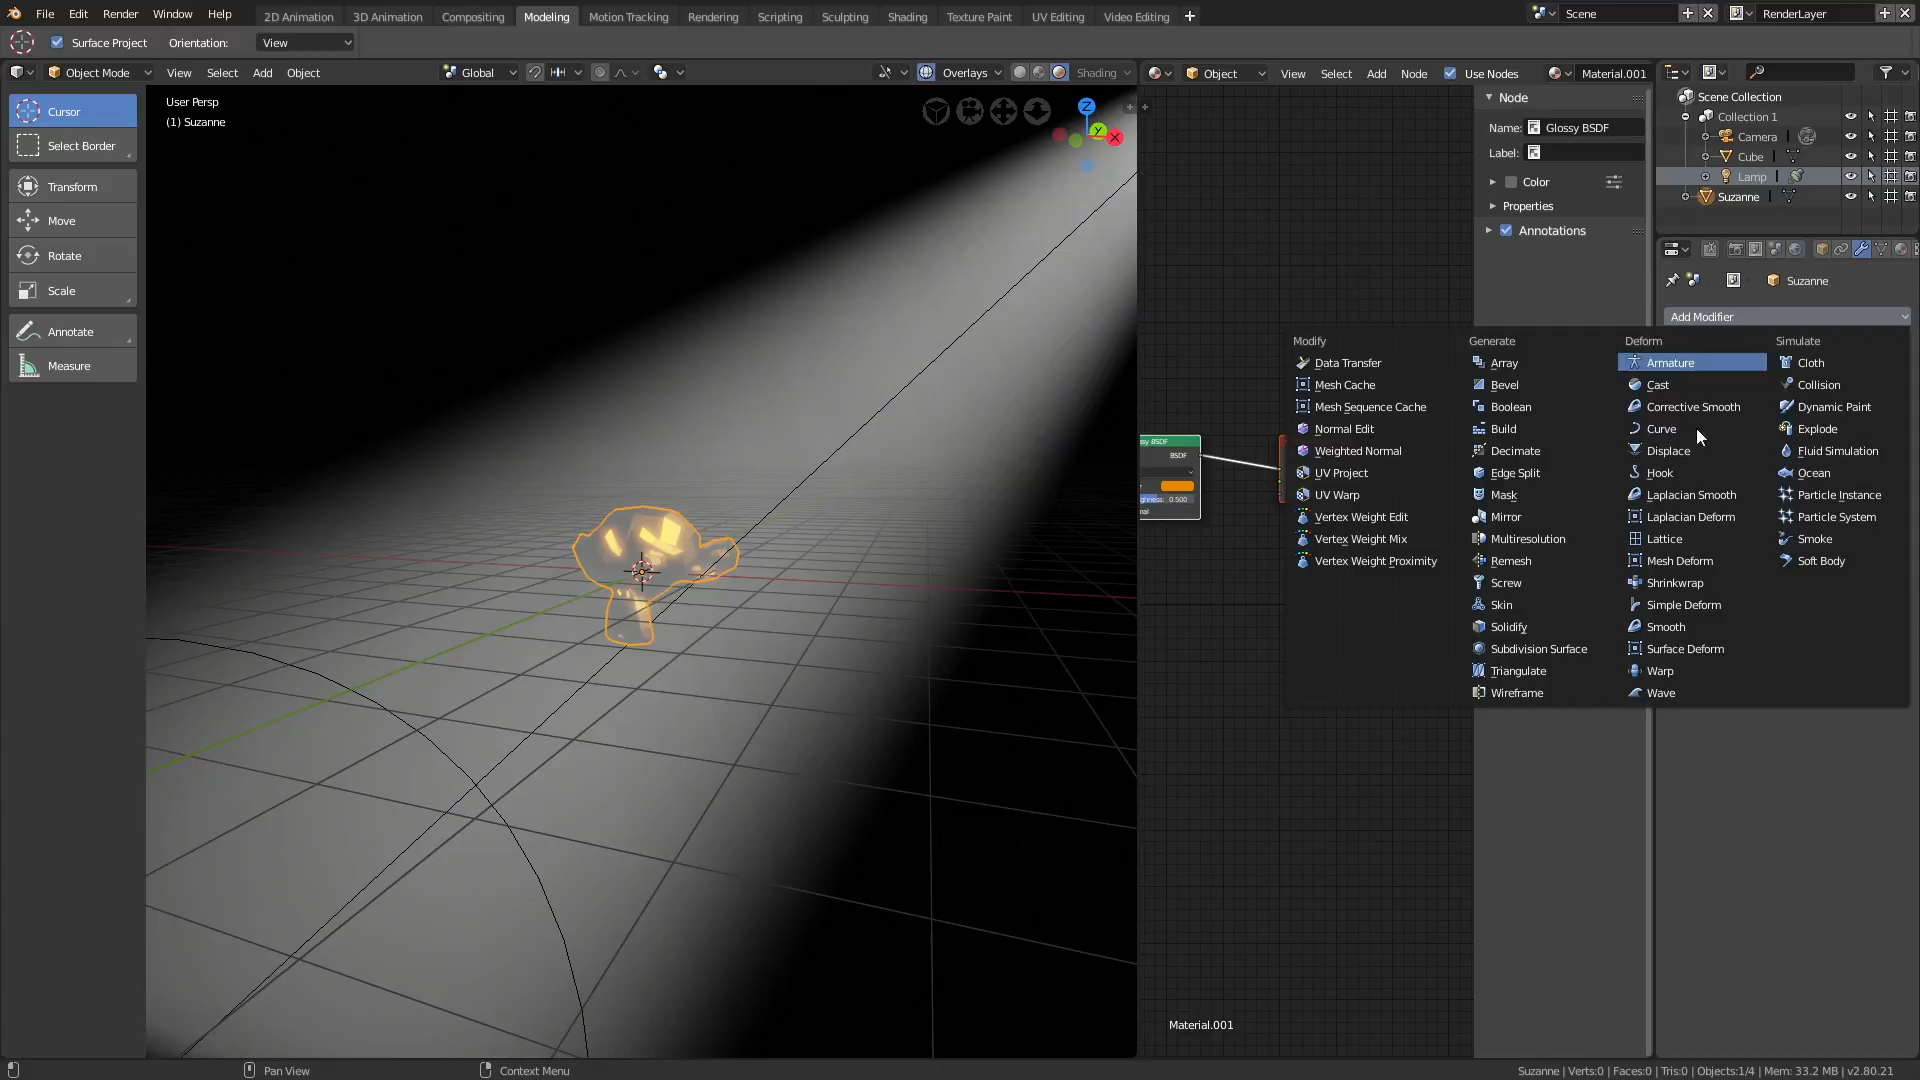 File Edit Render Window Help 2D Animation 3D Animation Compositing Modeling Motion Tracking Rendering Scripting Sculpting Shading Texture Paint UV Editing Video Editing Scene RenderLayer
Surface Project Orientation: View
Object Mode View Select Add Object Global Overlays Shading Object View Select Add Node Use Nodes Material.001
User Persp
(1) Suzanne
Cursor
Select Border
Transform
Move
Rotate
Scale
Annotate
Measure
Z
Y
X
BSDF
BSDF
0.500
Material.001
Node
Name: Glossy BSDF
Label:
Color
Properties
Annotations
Scene Collection
Collection 1
Camera
Cube
Lamp
Suzanne
Suzanne
Add Modifier
Modify
Data Transfer
Mesh Cache
Mesh Sequence Cache
Normal Edit
Weighted Normal
UV Project
UV Warp
Vertex Weight Edit
Vertex Weight Mix
Vertex Weight Proximity
Generate
Array
Bevel
Boolean
Build
Decimate
Edge Split
Mask
Mirror
Multiresolution
Remesh
Screw
Skin
Solidify
Subdivision Surface
Triangulate
Wireframe
Deform
Armature
Cast
Corrective Smooth
Curve
Displace
Hook
Laplacian Smooth
Laplacian Deform
Lattice
Mesh Deform
Shrinkwrap
Simple Deform
Smooth
Surface Deform
Warp
Wave
Simulate
Cloth
Collision
Dynamic Paint
Explode
Fluid Simulation
Ocean
Particle Instance
Particle System
Smoke
Soft Body
Pan View Context Menu Suzanne | Verts:0 | Faces:0 | Tris:0 | Objects:1/4 | Mem: 33.2 MB | v2.80.21